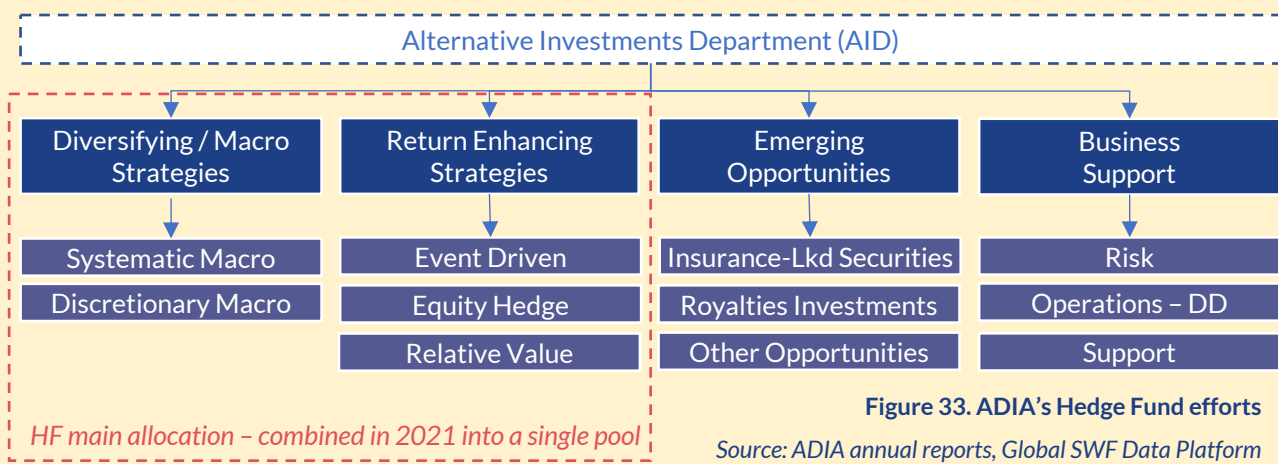 Alternative Investments Department (AID)
Diversifying / Macro
Strategies
Return Enhancing
Strategies
Emerging
Opportunities
Business
Support
Systematic Macro
Discretionary Macro
Event Driven
Equity Hedge
Relative Value
Insurance-Lkd Securities
Royalties Investments
Other Opportunities
Risk
Operations – DD
Support
HF main allocation – combined in 2021 into a single pool
Figure 33. ADIA's Hedge Fund efforts
Source: ADIA annual reports, Global SWF Data Platform